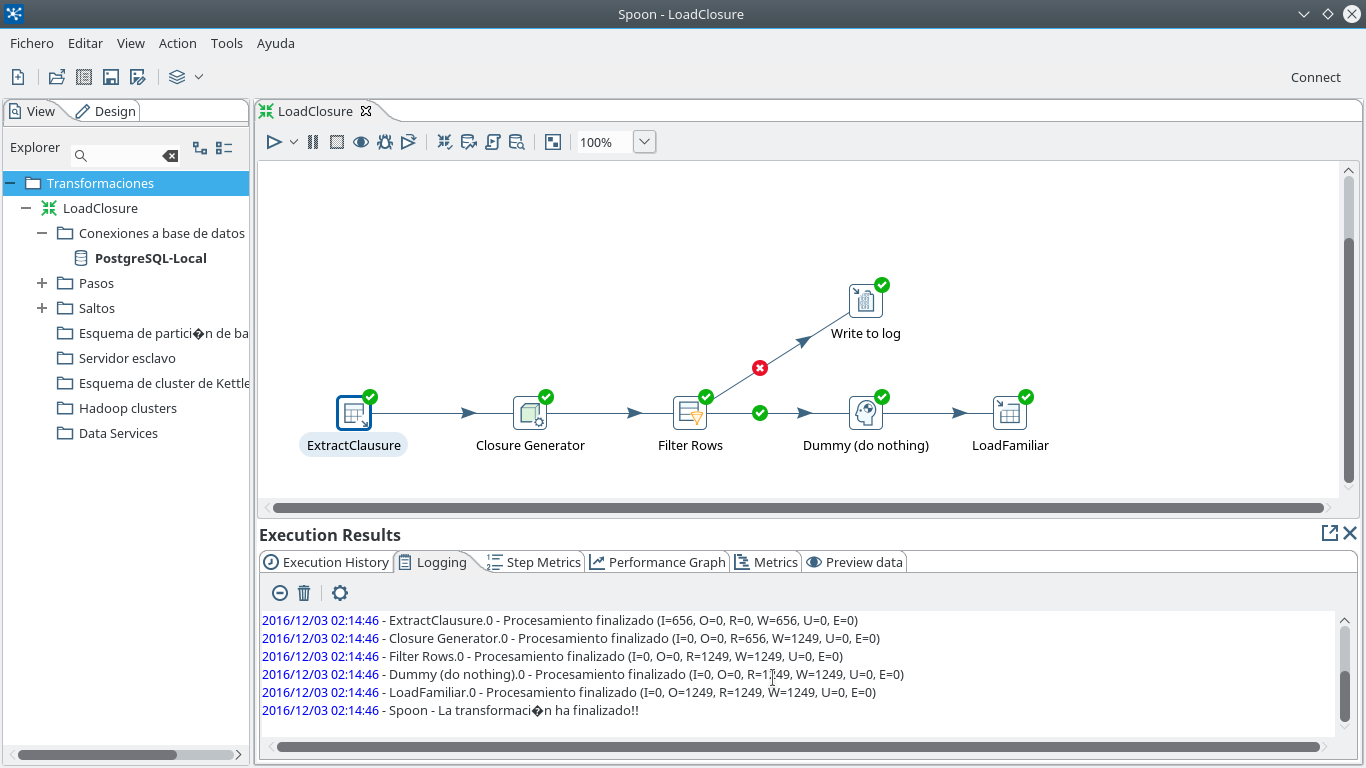 Spoon - LoadClosure
Fichero Editar View Action Tools Ayuda
Connect
View Design
Explorer
Transformaciones
LoadClosure
Conexiones a base de datos
PostgreSQL-Local
Pasos
Saltos
Esquema de partici�n de ba
Servidor esclavo
Esquema de cluster de Kettle
Hadoop clusters
Data Services
LoadClosure
100%
Write to log
ExtractClausure
Closure Generator
Filter Rows
Dummy (do nothing)
LoadFamiliar
Execution Results
Execution History Logging Step Metrics Performance Graph Metrics Preview data
2016/12/03 02:14:46 - ExtractClausure.0 - Procesamiento finalizado (I=656, O=0, R=0, W=656, U=0, E=0)
2016/12/03 02:14:46 - Closure Generator.0 - Procesamiento finalizado (I=0, O=0, R=656, W=1249, U=0, E=0)
2016/12/03 02:14:46 - Filter Rows.0 - Procesamiento finalizado (I=0, O=0, R=1249, W=1249, U=0, E=0)
2016/12/03 02:14:46 - Dummy (do nothing).0 - Procesamiento finalizado (I=0, O=0, R=1249, W=1249, U=0, E=0)
2016/12/03 02:14:46 - LoadFamiliar.0 - Procesamiento finalizado (I=0, O=1249, R=1249, W=1249, U=0, E=0)
2016/12/03 02:14:46 - Spoon - La transformaci�n ha finalizado!!